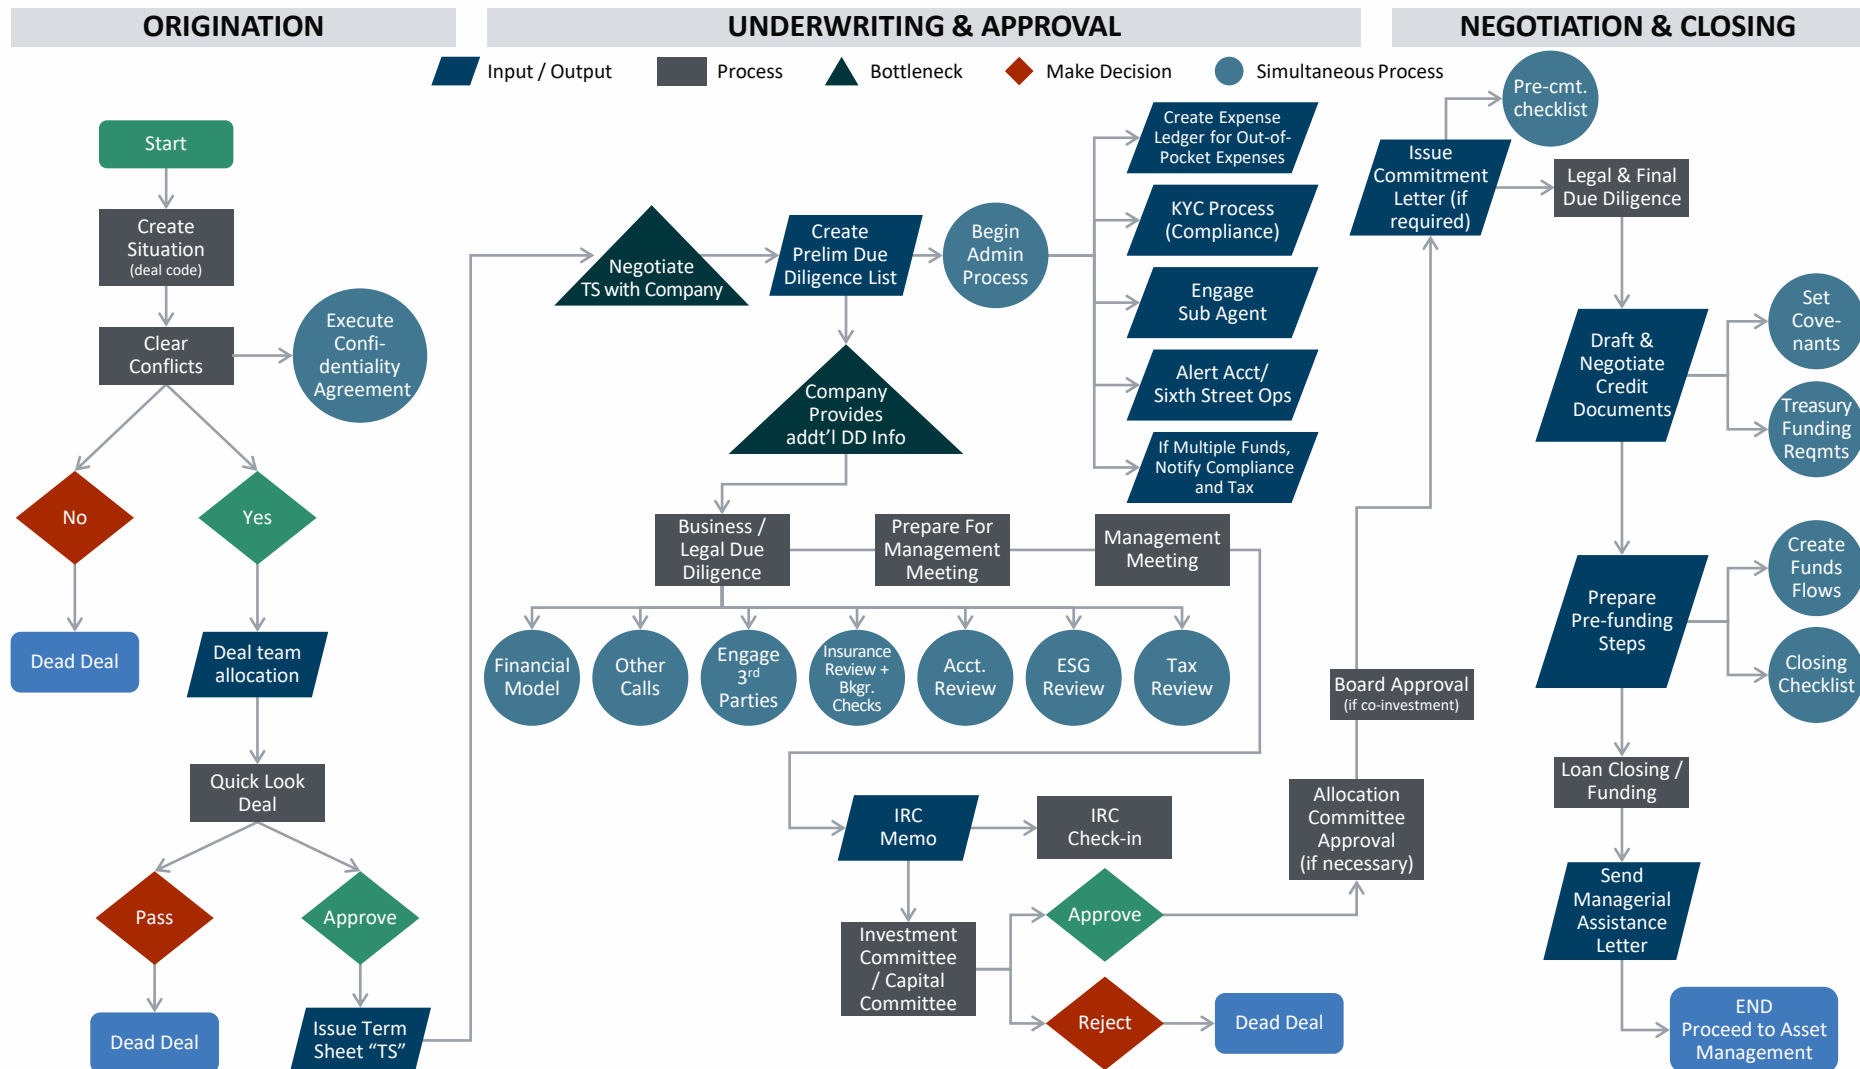 ORIGINATION
UNDERWRITING & APPROVAL
NEGOTIATION & CLOSING
Input / Output
Process
Bottleneck
Make Decision
Simultaneous Process
Start
Create
Situation
(deal code)
Clear
Conflicts
Execute
Confi-
dentiality
Agreement
No
Yes
Dead Deal
Deal team
allocation
Quick Look
Deal
Pass
Approve
Dead Deal
Issue Term
Sheet “TS”
Negotiate
TS with Company
Create
Prelim Due
Diligence List
Begin
Admin
Process
Create Expense
Ledger for Out-of-
Pocket Expenses
KYC Process
(Compliance)
Engage
Sub Agent
Alert Acct/
Sixth Street Ops
If Multiple Funds,
Notify Compliance
and Tax
Company
Provides
addt’l DD Info
Business /
Legal Due
Diligence
Prepare For
Management
Meeting
Management
Meeting
Financial
Model
Other
Calls
Engage
3rd
Parties
Insurance
Review +
Bkgr.
Checks
Acct.
Review
ESG
Review
Tax
Review
IRC
Memo
IRC
Check-in
Investment
Committee
/ Capital
Committee
Approve
Reject
Dead Deal
Allocation
Committee
Approval
(if necessary)
Board Approval
(if co-investment)
Issue
Commitment
Letter (if
required)
Pre-cmt.
checklist
Legal & Final
Due Diligence
Draft &
Negotiate
Credit
Documents
Set
Cove-
nants
Treasury
Funding
Reqmts
Prepare
Pre-funding
Steps
Create
Funds
Flows
Closing
Checklist
Loan Closing /
Funding
Send
Managerial
Assistance
Letter
END
Proceed to Asset
Management